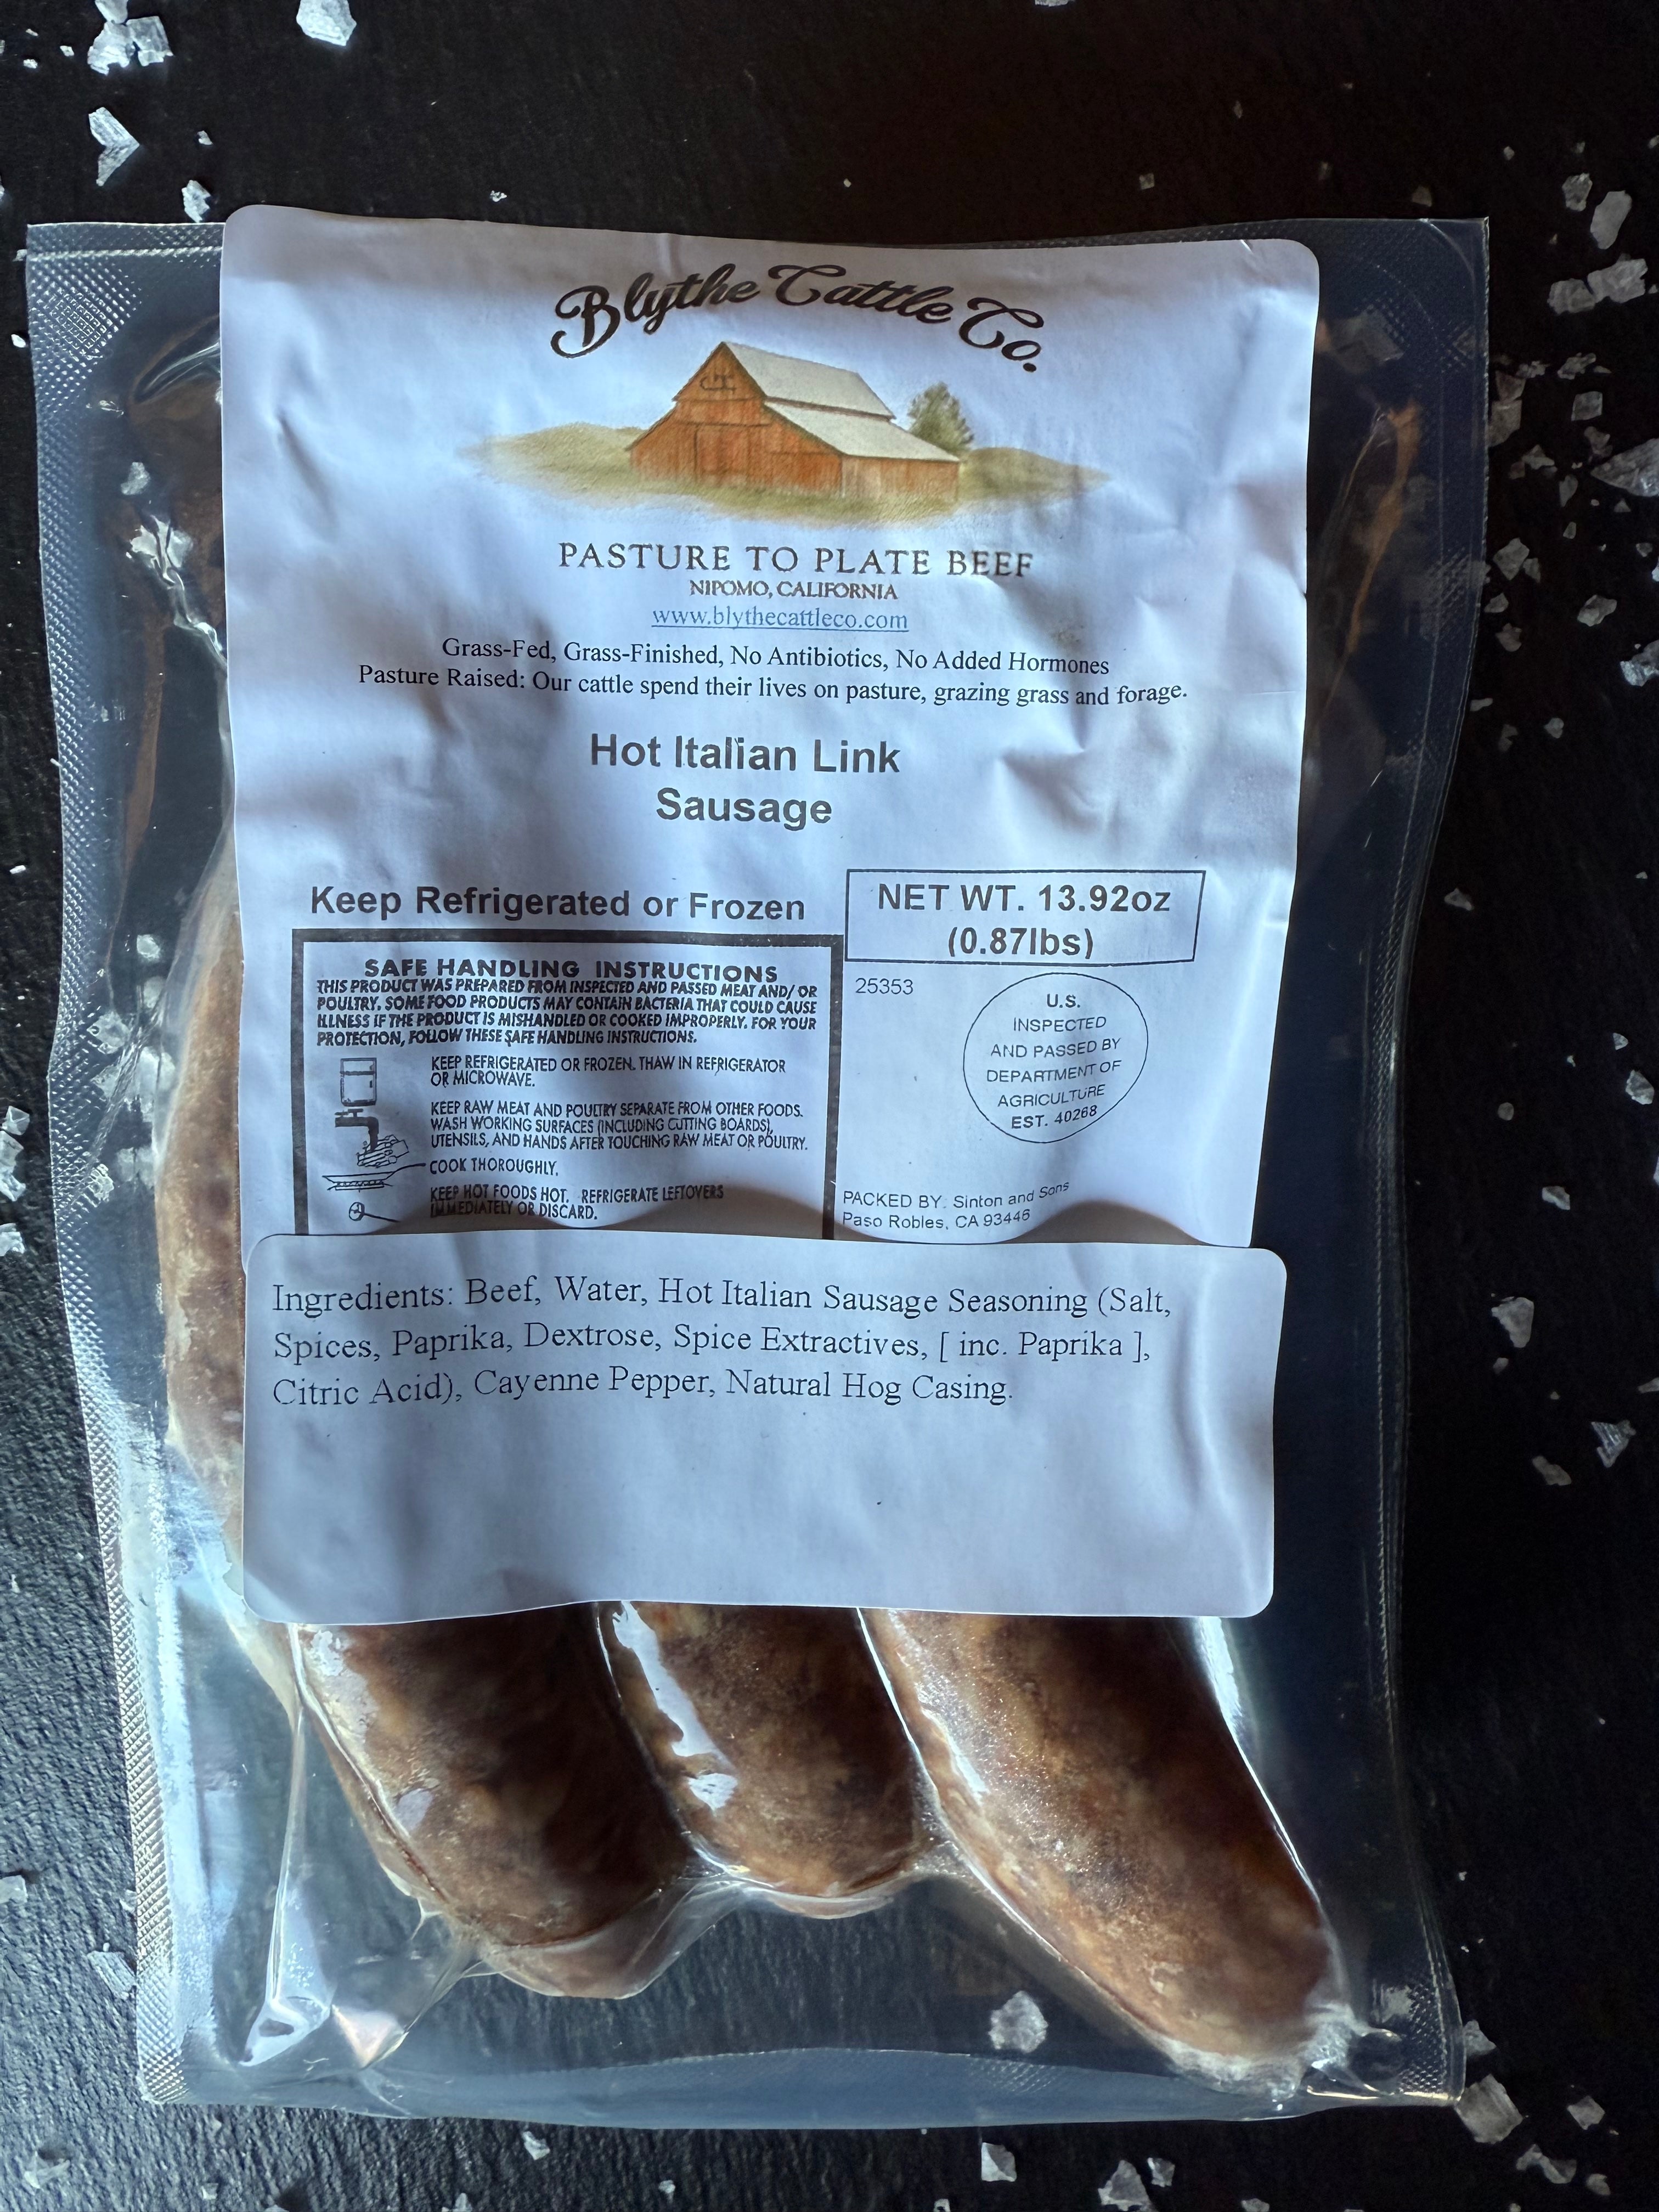 Blythe Cattle Co.
PASTURE TO PLATE BEEF
NIPOMO, CALIFORNIA
www.blythecattleco.com
Grass-Fed, Grass-Finished, No Antibiotics, No Added Hormones
Pasture Raised: Our cattle spend their lives on pasture, grazing grass and forage.
Hot Italian Link
Sausage
Keep Refrigerated or Frozen
NET WT. 13.92oz
(0.87lbs)
SAFE HANDLING INSTRUCTIONS
THIS PRODUCT WAS PREPARED FROM INSPECTED AND PASSED MEAT AND/OR
POULTRY. SOME FOOD PRODUCTS MAY CONTAIN BACTERIA THAT COULD CAUSE
ILLNESS IF THE PRODUCT IS MISHANDLED OR COOKED IMPROPERLY. FOR YOUR
PROTECTION, FOLLOW THESE SAFE HANDLING INSTRUCTIONS.
KEEP REFRIGERATED OR FROZEN. THAW IN REFRIGERATOR
OR MICROWAVE.
KEEP RAW MEAT AND POULTRY SEPARATE FROM OTHER FOODS.
WASH WORKING SURFACES (INCLUDING CUTTING BOARDS),
UTENSILS, AND HANDS AFTER TOUCHING RAW MEAT OR POULTRY.
COOK THOROUGHLY.
KEEP HOT FOODS HOT. REFRIGERATE LEFTOVERS
IMMEDIATELY OR DISCARD.
25353
U.S.
INSPECTED
AND PASSED BY
DEPARTMENT OF
AGRICULTURE
EST. 40268
PACKED BY: Sinton and Sons
Paso Robles, CA 93446
Ingredients: Beef, Water, Hot Italian Sausage Seasoning (Salt,
Spices, Paprika, Dextrose, Spice Extractives, [ inc. Paprika ],
Citric Acid), Cayenne Pepper, Natural Hog Casing.